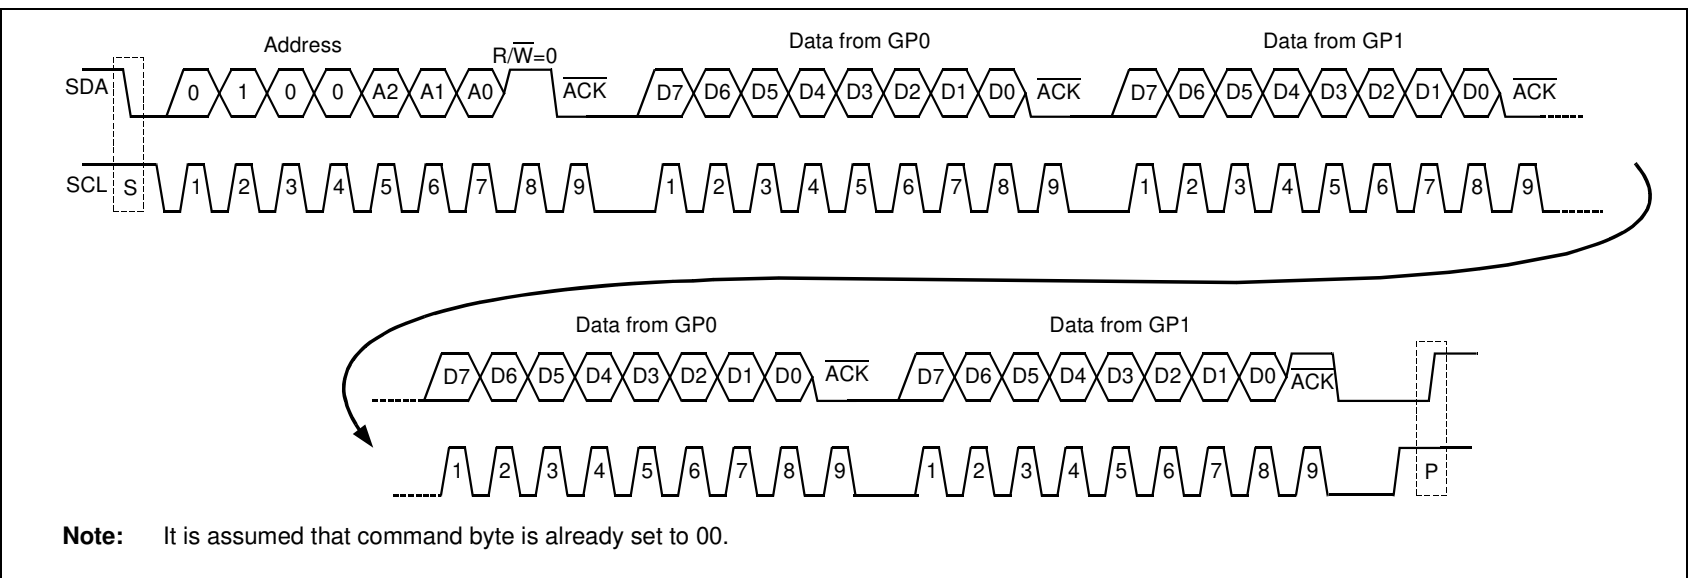 Address
R/W̅=0
Data from GP0
Data from GP1
SDA 0 1 0 0 A2 A1 A0 A̅C̅K̅ D7 D6 D5 D4 D3 D2 D1 D0 A̅C̅K̅ D7 D6 D5 D4 D3 D2 D1 D0 A̅C̅K̅
SCL S 1 2 3 4 5 6 7 8 9 1 2 3 4 5 6 7 8 9 1 2 3 4 5 6 7 8 9
Data from GP0
Data from GP1
D7 D6 D5 D4 D3 D2 D1 D0 A̅C̅K̅ D7 D6 D5 D4 D3 D2 D1 D0 A̅C̅K̅
1 2 3 4 5 6 7 8 9 1 2 3 4 5 6 7 8 9 P
Note: It is assumed that command byte is already set to 00.